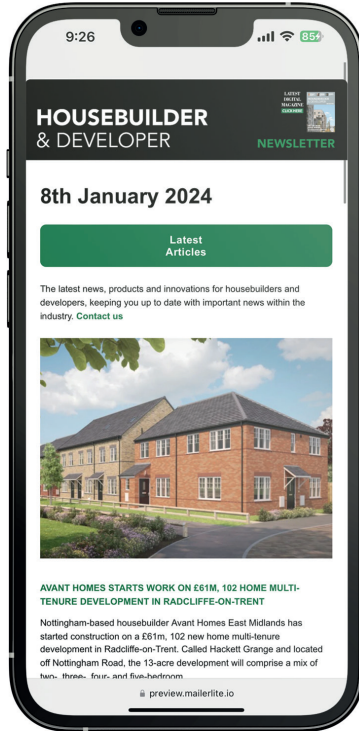 9:26
85
LATEST
DIGITAL
MAGAZINE
CLICK HERE
HOUSEBUILDER
& DEVELOPER
NEWSLETTER
8th January 2024
Latest
Articles
The latest news, products and innovations for housebuilders and
developers, keeping you up to date with important news within the
industry. Contact us
AVANT HOMES STARTS WORK ON £61M, 102 HOME MULTI-
TENURE DEVELOPMENT IN RADCLIFFE-ON-TRENT
Nottingham-based housebuilder Avant Homes East Midlands has
started construction on a £61m, 102 new home multi-tenure
development in Radcliffe-on-Trent. Called Hackett Grange and located
off Nottingham Road, the 13-acre development will comprise a mix of
two- three- four- and five-bedroom
preview.mailerlite.io